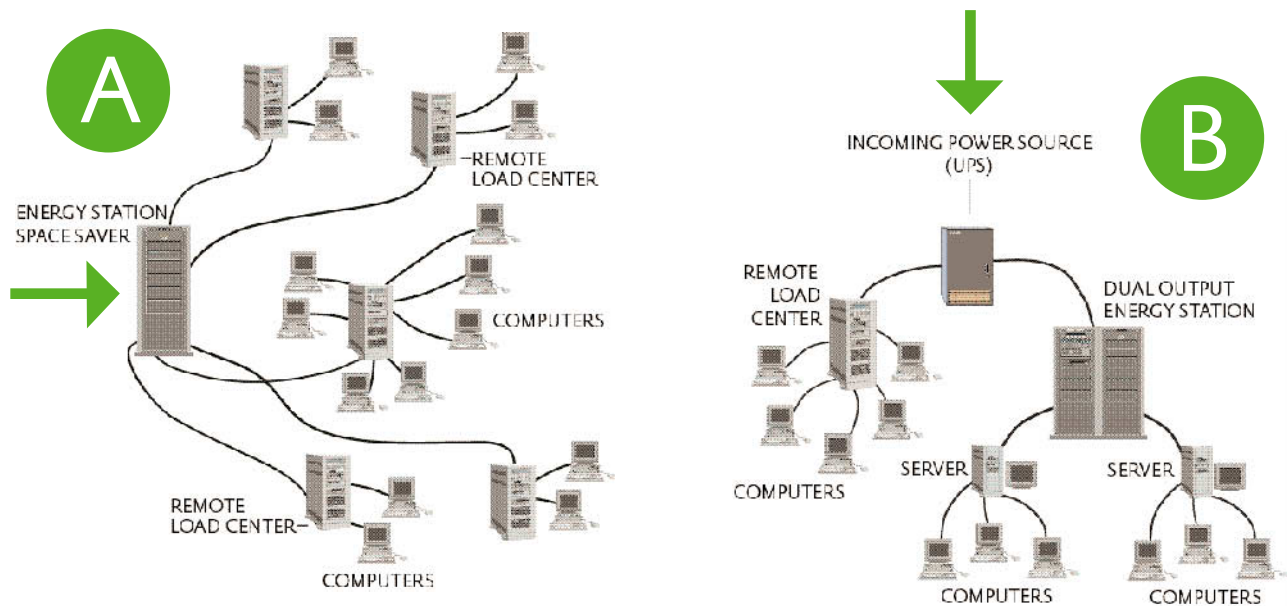 A
REMOTE
LOAD CENTER
ENERGY STATION
SPACE SAVER
COMPUTERS
REMOTE
LOAD CENTER
COMPUTERS
B
INCOMING POWER SOURCE
(UPS)
REMOTE
LOAD
CENTER
DUAL OUTPUT
ENERGY STATION
COMPUTERS
SERVER
SERVER
COMPUTERS
COMPUTERS